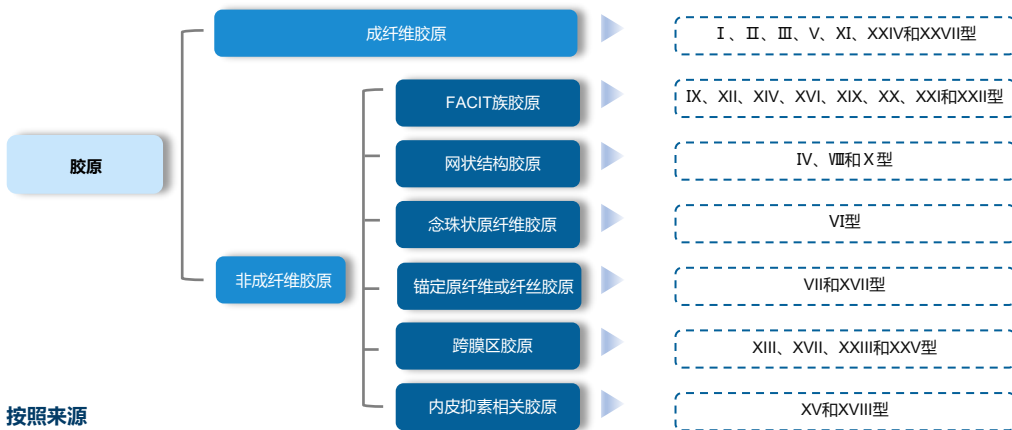 成纤维胶原
Ⅰ、Ⅱ、Ⅲ、V、XI、XXIV和XXVII型
FACIT族胶原
IX、XII、XIV、XVI、XIX、XX、XXI和XXII型
胶原
网状结构胶原
IV、Ⅷ和Ⅹ型
念珠状原纤维胶原
VI型
非成纤维胶原
锚定原纤维或纤丝胶原
VII和XVII型
跨膜区胶原
XIII、XVII、XXIII和XXV型
内皮抑素相关胶原
XV和XVIII型
按照来源